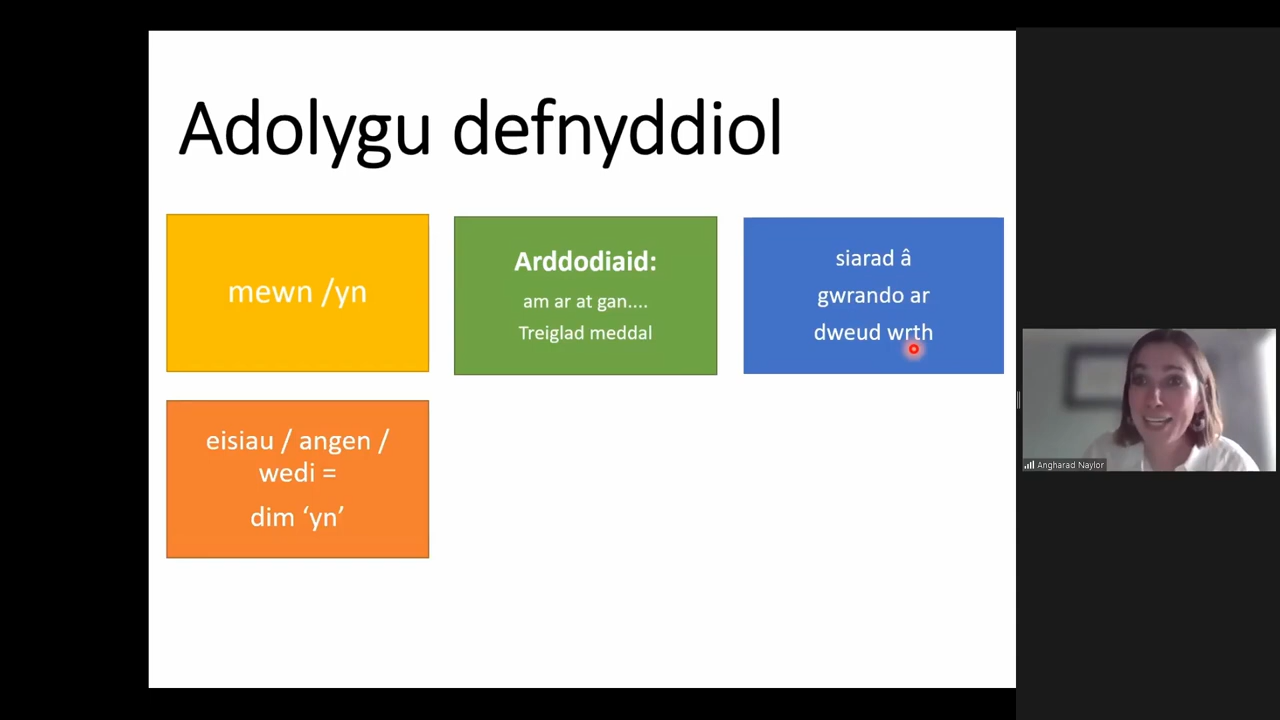 Adolygu defnyddiol
mewn /yn
Arddodiaid:
am ar at gan....
Treiglad meddal
siarad â
gwrando ar
dweud wrth
eisiau / angen /
wedi =
dim ‘yn’
Angharad Naylor